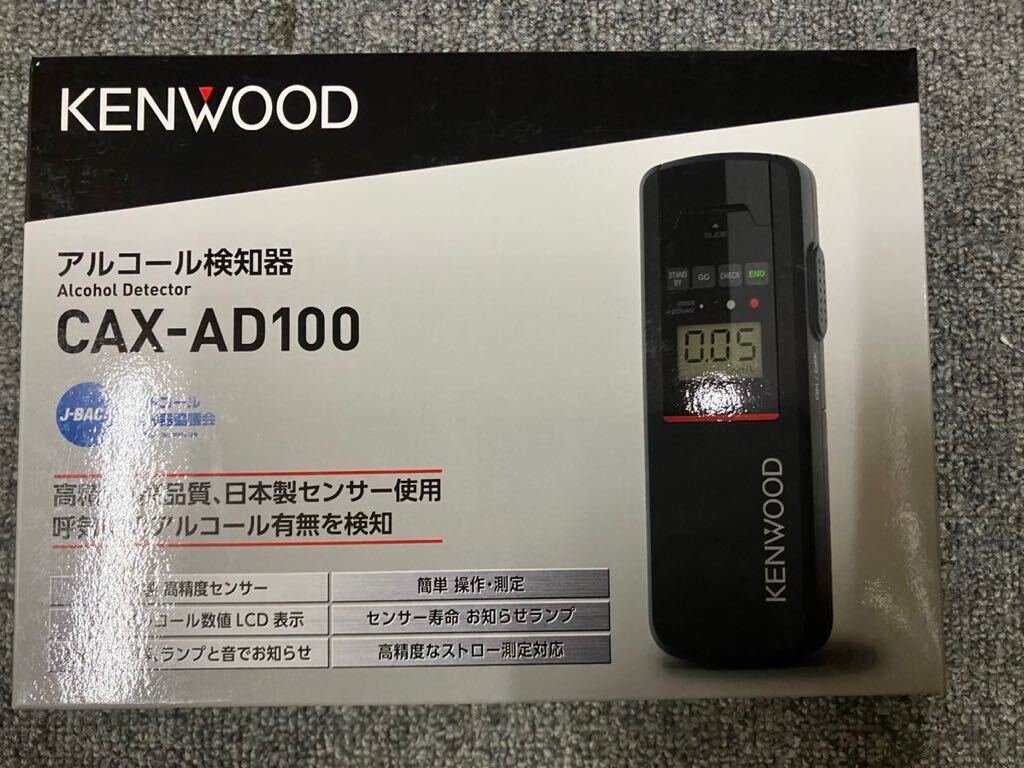 KENWOOD
アルコール検知器
Alcohol Detector
CAX-AD100
J-BAC
協議会
品質、日本製センサー使用
アルコール有無を検知
高精度センサー
簡単 操作・測定
コール数値 LCD 表示
センサー寿命 お知らせランプ
ランプと音でお知らせ
高精度なストロー測定対応
SLIDE
STAND BY
GO
CHECK
END
0.05
KENWOOD